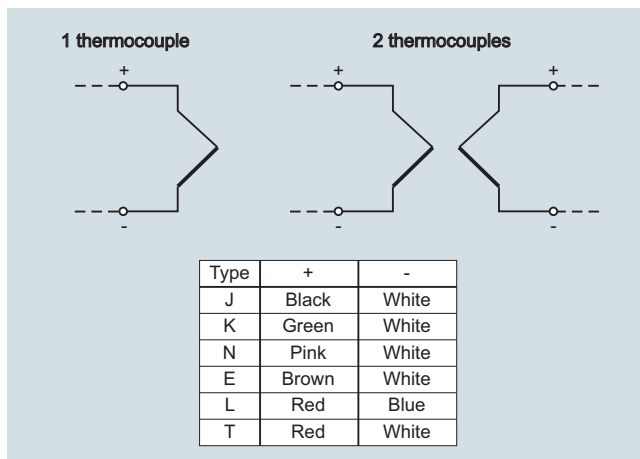 1 thermocouple 2 thermocouples
+ + +
- - -
Type + -
J Black White
K Green White
N Pink White
E Brown White
L Red Blue
T Red White